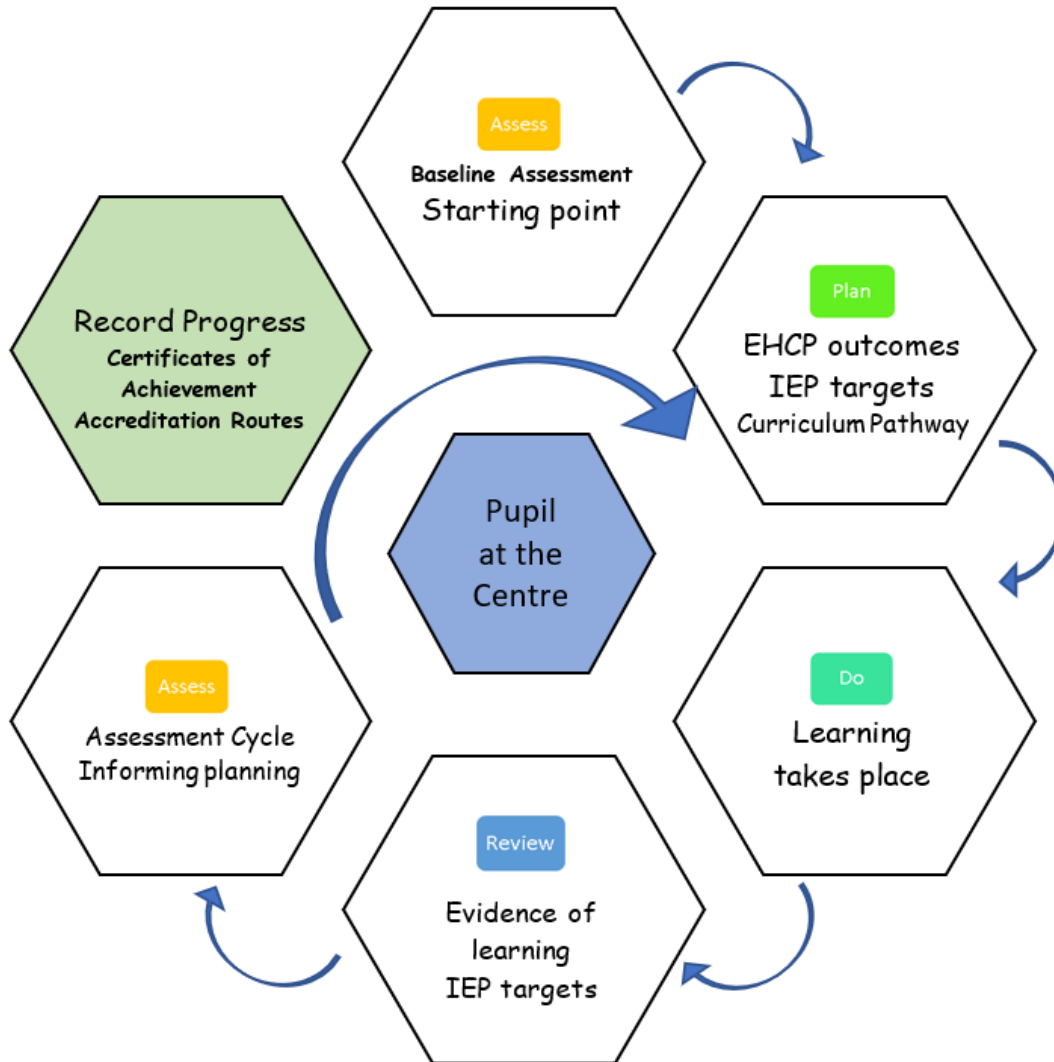 Assess
Baseline Assessment
Starting point
Plan
EHCP outcomes
IEP targets
Curriculum Pathway
Do
Learning
takes place
Review
Evidence of
learning
IEP targets
Assess
Assessment Cycle
Informing planning
Record Progress
Certificates of
Achievement
Accreditation Routes
Pupil
at the
Centre